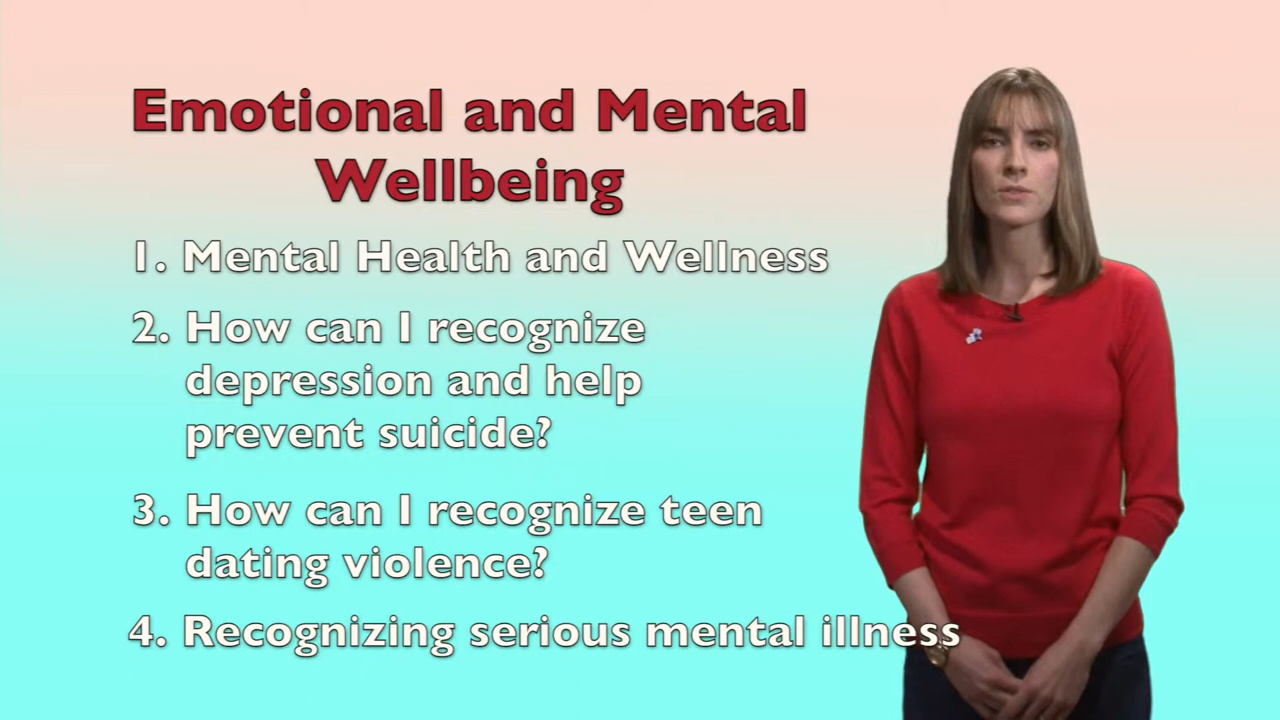 Emotional and Mental
Wellbeing
1. Mental Health and Wellness
2. How can I recognize
depression and help
prevent suicide?
3. How can I recognize teen
dating violence?
4. Recognizing serious mental illness